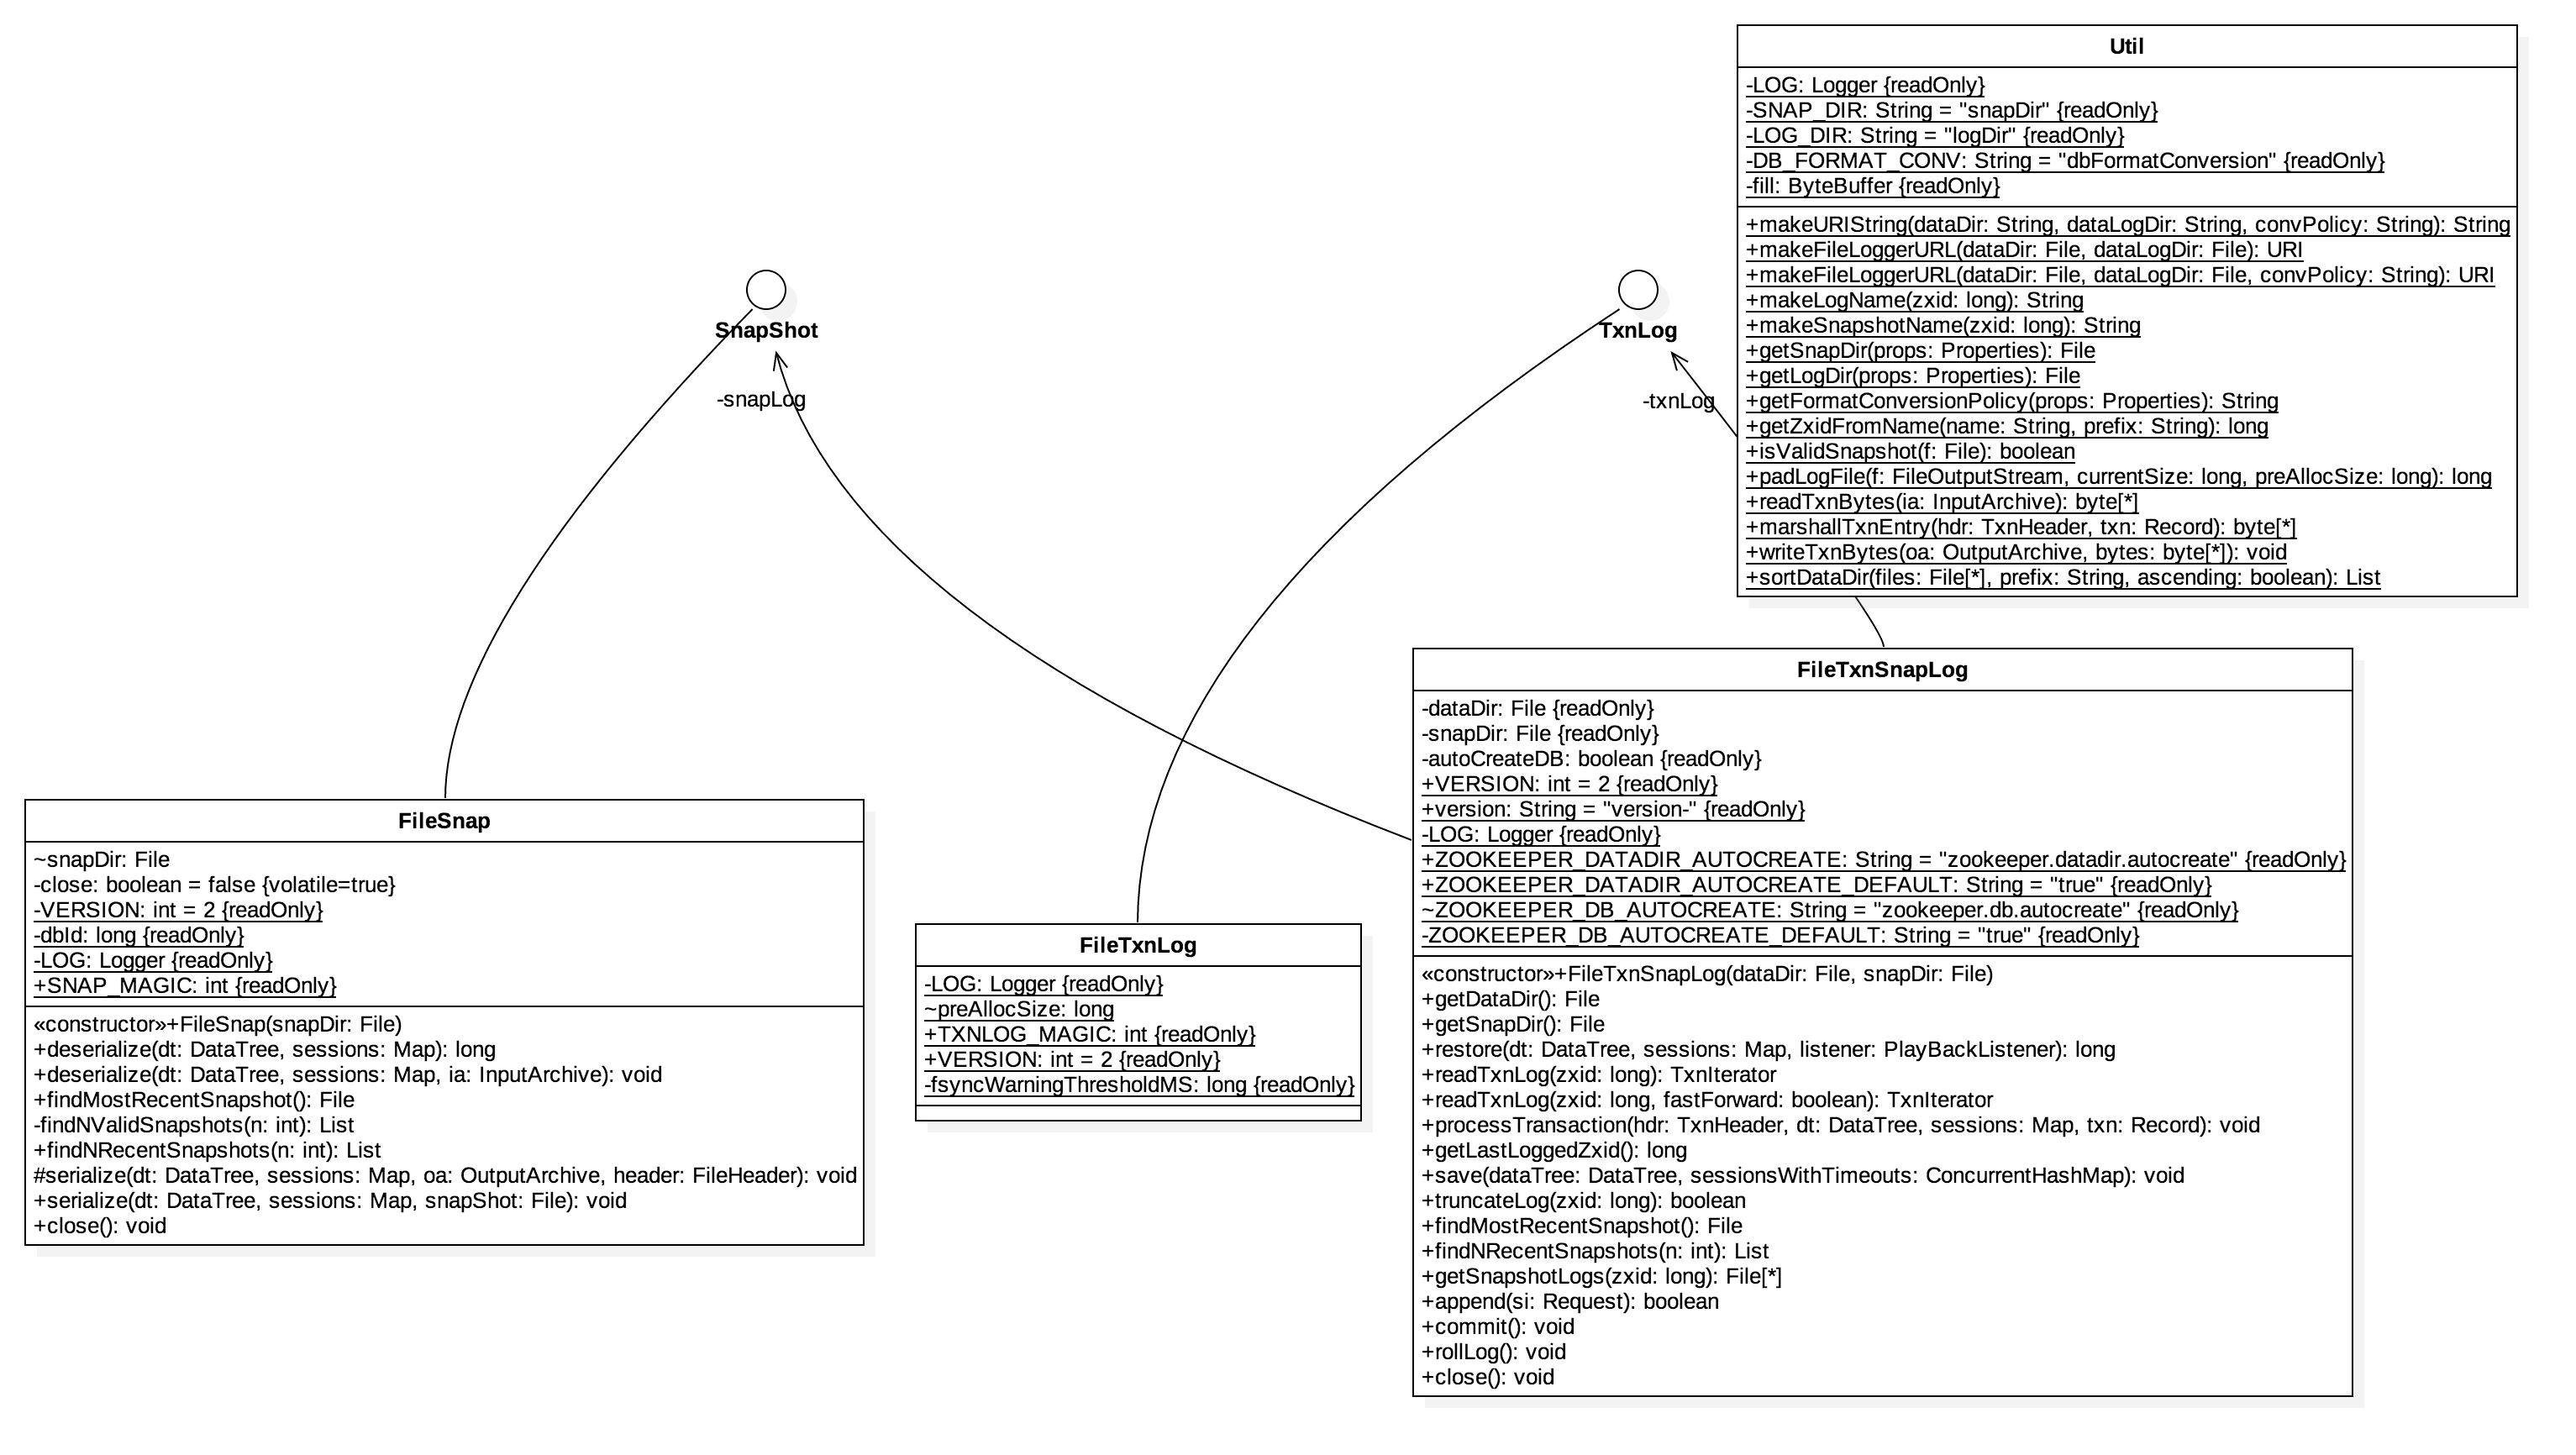 Util
-LOG: Logger {readOnly}
-SNAP_DIR: String = "snapDir" {readOnly}
-LOG_DIR: String = "logDir" {readOnly}
-DB_FORMAT_CONV: String = "dbFormatConversion" {readOnly}
-fill: ByteBuffer {readOnly}
+makeURIString(dataDir: String, dataLogDir: String, convPolicy: String): String
+makeFileLoggerURL(dataDir: File, dataLogDir: File): URI
+makeFileLoggerURL(dataDir: File, dataLogDir: File, convPolicy: String): URI
+makeLogName(zxid: long): String
+makeSnapshotName(zxid: long): String
+getSnapDir(props: Properties): File
+getLogDir(props: Properties): File
+getFormatConversionPolicy(props: Properties): String
+getZxidFromName(name: String, prefix: String): long
+isValidSnapshot(f: File): boolean
+padLogFile(f: FileOutputStream, currentSize: long, preAllocSize: long): long
+readTxnBytes(ia: InputArchive): byte[*]
+marshallTxnEntry(hdr: TxnHeader, txn: Record): byte[*]
+writeTxnBytes(oa: OutputArchive, bytes: byte[*]): void
+sortDataDir(files: File[*], prefix: String, ascending: boolean): List
SnapShot
-snapLog
TxnLog
-txnLog
FileSnap
~snapDir: File
-close: boolean = false {volatile=true}
-VERSION: int = 2 {readOnly}
-dbId: long {readOnly}
-LOG: Logger {readOnly}
+SNAP_MAGIC: int {readOnly}
«constructor»+FileSnap(snapDir: File)
+deserialize(dt: DataTree, sessions: Map): long
+deserialize(dt: DataTree, sessions: Map, ia: InputArchive): void
+findMostRecentSnapshot(): File
-findNValidSnapshots(n: int): List
+findNRecentSnapshots(n: int): List
#serialize(dt: DataTree, sessions: Map, oa: OutputArchive, header: FileHeader): void
+serialize(dt: DataTree, sessions: Map, snapShot: File): void
+close(): void
FileTxnLog
-LOG: Logger {readOnly}
~preAllocSize: long
+TXNLOG_MAGIC: int {readOnly}
+VERSION: int = 2 {readOnly}
-fsyncWarningThresholdMS: long {readOnly}
FileTxnSnapLog
-dataDir: File {readOnly}
-snapDir: File {readOnly}
-autoCreateDB: boolean {readOnly}
+VERSION: int = 2 {readOnly}
+version: String = "version-" {readOnly}
-LOG: Logger {readOnly}
+ZOOKEEPER_DATADIR_AUTOCREATE: String = "zookeeper.datadir.autocreate" {readOnly}
+ZOOKEEPER_DATADIR_AUTOCREATE_DEFAULT: String = "true" {readOnly}
~ZOOKEEPER_DB_AUTOCREATE: String = "zookeeper.db.autocreate" {readOnly}
-ZOOKEEPER_DB_AUTOCREATE_DEFAULT: String = "true" {readOnly}
«constructor»+FileTxnSnapLog(dataDir: File, snapDir: File)
+getDataDir(): File
+getSnapDir(): File
+restore(dt: DataTree, sessions: Map, listener: PlayBackListener): long
+readTxnLog(zxid: long): TxnIterator
+readTxnLog(zxid: long, fastForward: boolean): TxnIterator
+processTransaction(hdr: TxnHeader, dt: DataTree, sessions: Map, txn: Record): void
+getLastLoggedZxid(): long
+save(dataTree: DataTree, sessionsWithTimeouts: ConcurrentHashMap): void
+truncateLog(zxid: long): boolean
+findMostRecentSnapshot(): File
+findNRecentSnapshots(n: int): List
+getSnapshotLogs(zxid: long): File[*]
+append(si: Request): boolean
+commit(): void
+rollLog(): void
+close(): void